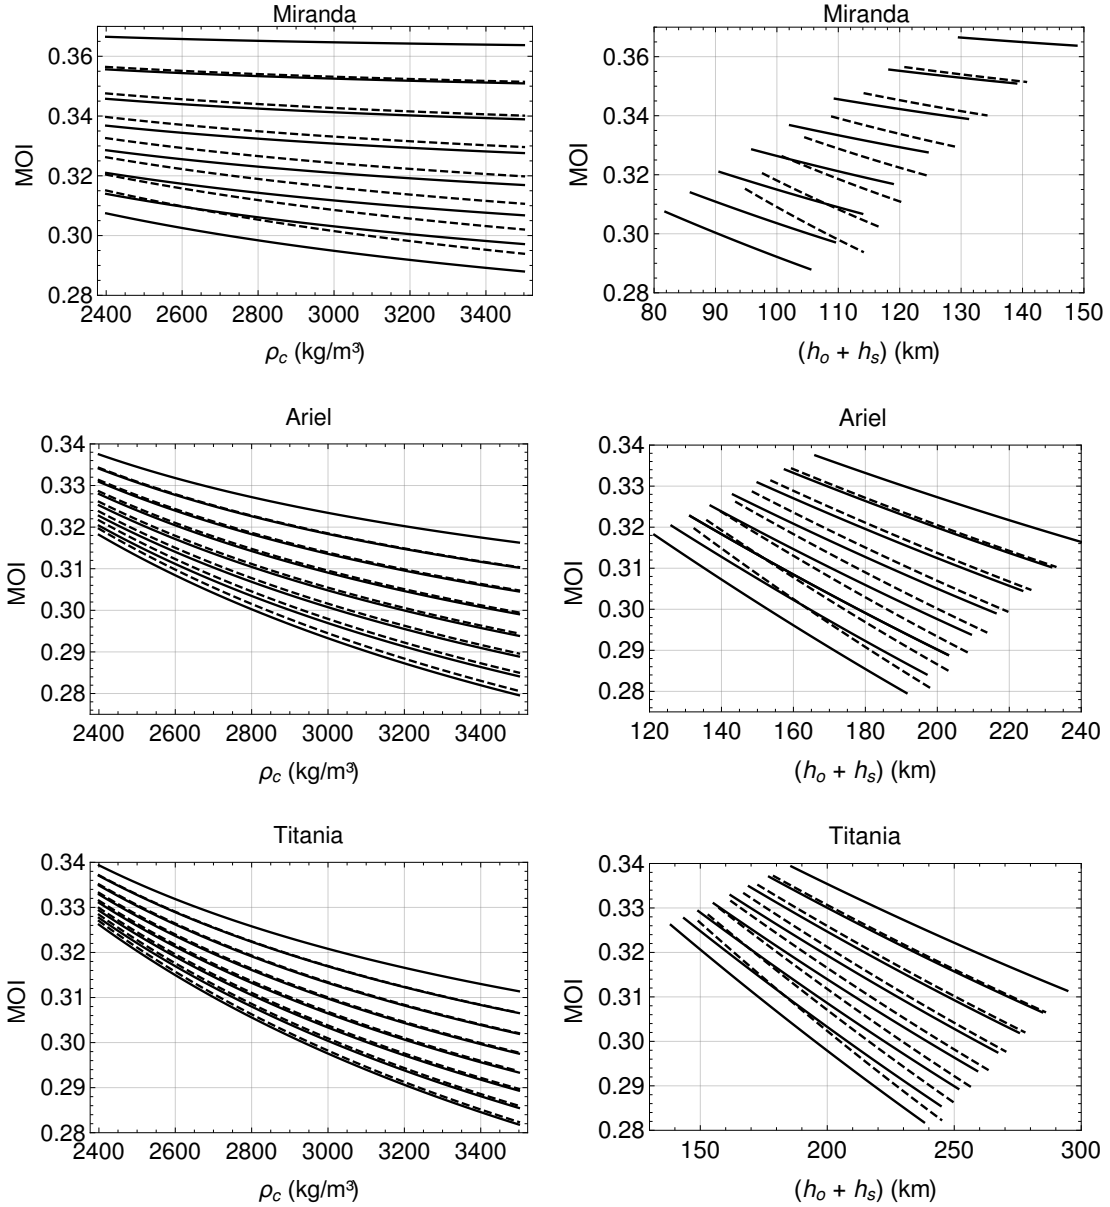 Miranda
MOI
0.36
0.34
0.32
0.30
0.28
2400 2600 2800 3000 3200 3400
ρc (kg/m³)
Miranda
MOI
0.36
0.34
0.32
0.30
0.28
80 90 100 110 120 130 140 150
(ho + hs) (km)
Ariel
MOI
0.34
0.33
0.32
0.31
0.30
0.29
0.28
2400 2600 2800 3000 3200 3400
ρc (kg/m³)
Ariel
MOI
0.34
0.33
0.32
0.31
0.30
0.29
0.28
120 140 160 180 200 220 240
(ho + hs) (km)
Titania
MOI
0.34
0.33
0.32
0.31
0.30
0.29
0.28
2400 2600 2800 3000 3200 3400
ρc (kg/m³)
Titania
MOI
0.34
0.33
0.32
0.31
0.30
0.29
0.28
150 200 250 300
(ho + hs) (km)